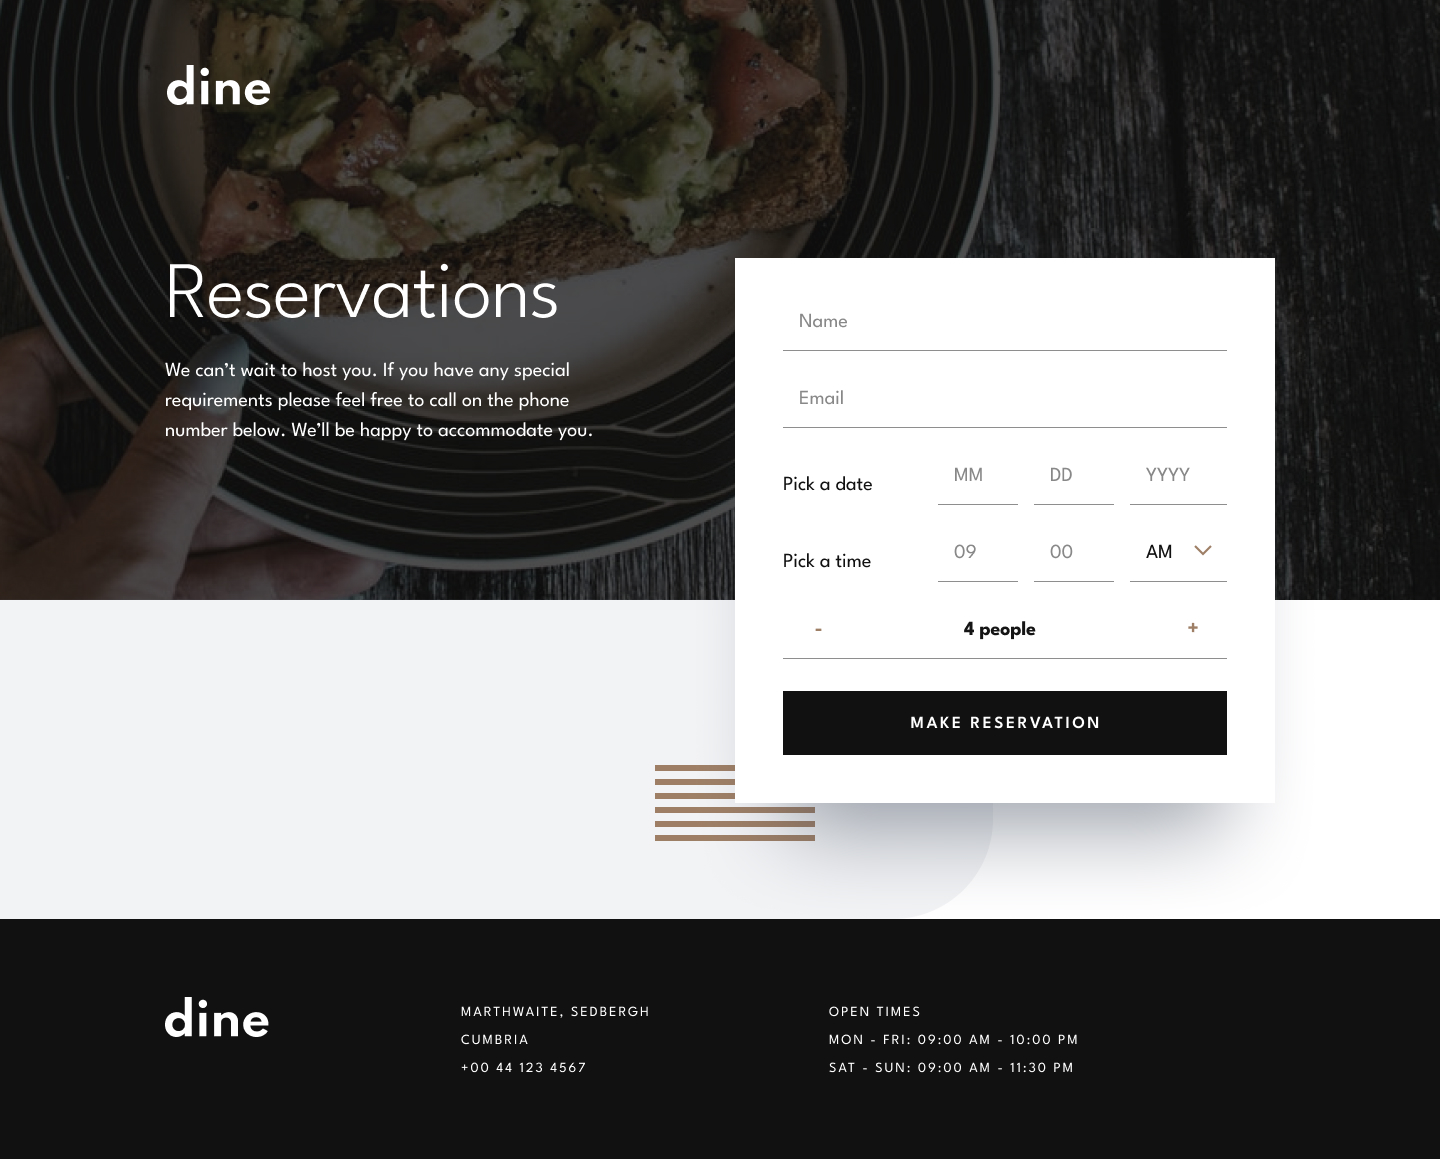 dine
Reservations
We can’t wait to host you. If you have any special
requirements please feel free to call on the phone
number below. We’ll be happy to accommodate you.
Name
Email
Pick a date MM DD YYYY
Pick a time 09 00 AM
- 4 people +
MAKE RESERVATION
dine
MARTHWAITE, SEDBERGH
CUMBRIA
+00 44 123 4567
OPEN TIMES
MON - FRI: 09:00 AM - 10:00 PM
SAT - SUN: 09:00 AM - 11:30 PM